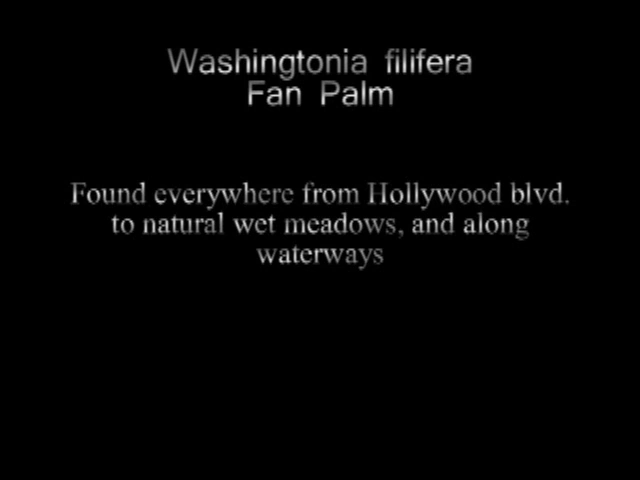 Washingtonia filifera
Fan Palm
Found everywhere from Hollywood blvd.
to natural wet meadows, and along
waterways